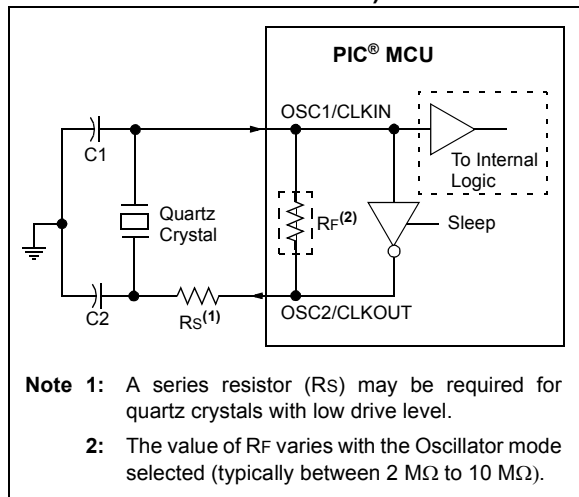 PIC® MCU
OSC1/CLKIN
C1
To Internal
Logic
Quartz
Crystal
RF(2)
Sleep
C2
RS(1)
OSC2/CLKOUT
Note 1: A series resistor (RS) may be required for
quartz crystals with low drive level.
2: The value of RF varies with the Oscillator mode
selected (typically between 2 MΩ to 10 MΩ).